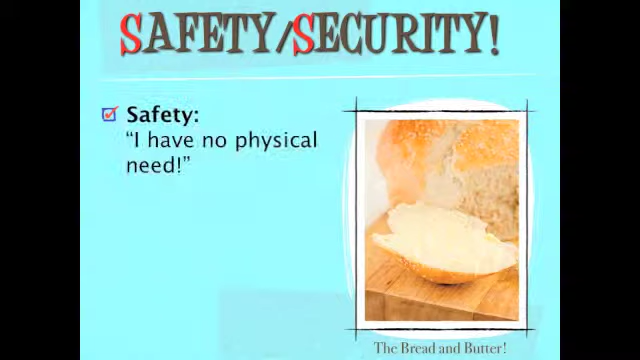 SAFETY/SECURITY!
Safety:
“I have no physical
need!”
The Bread and Butter!